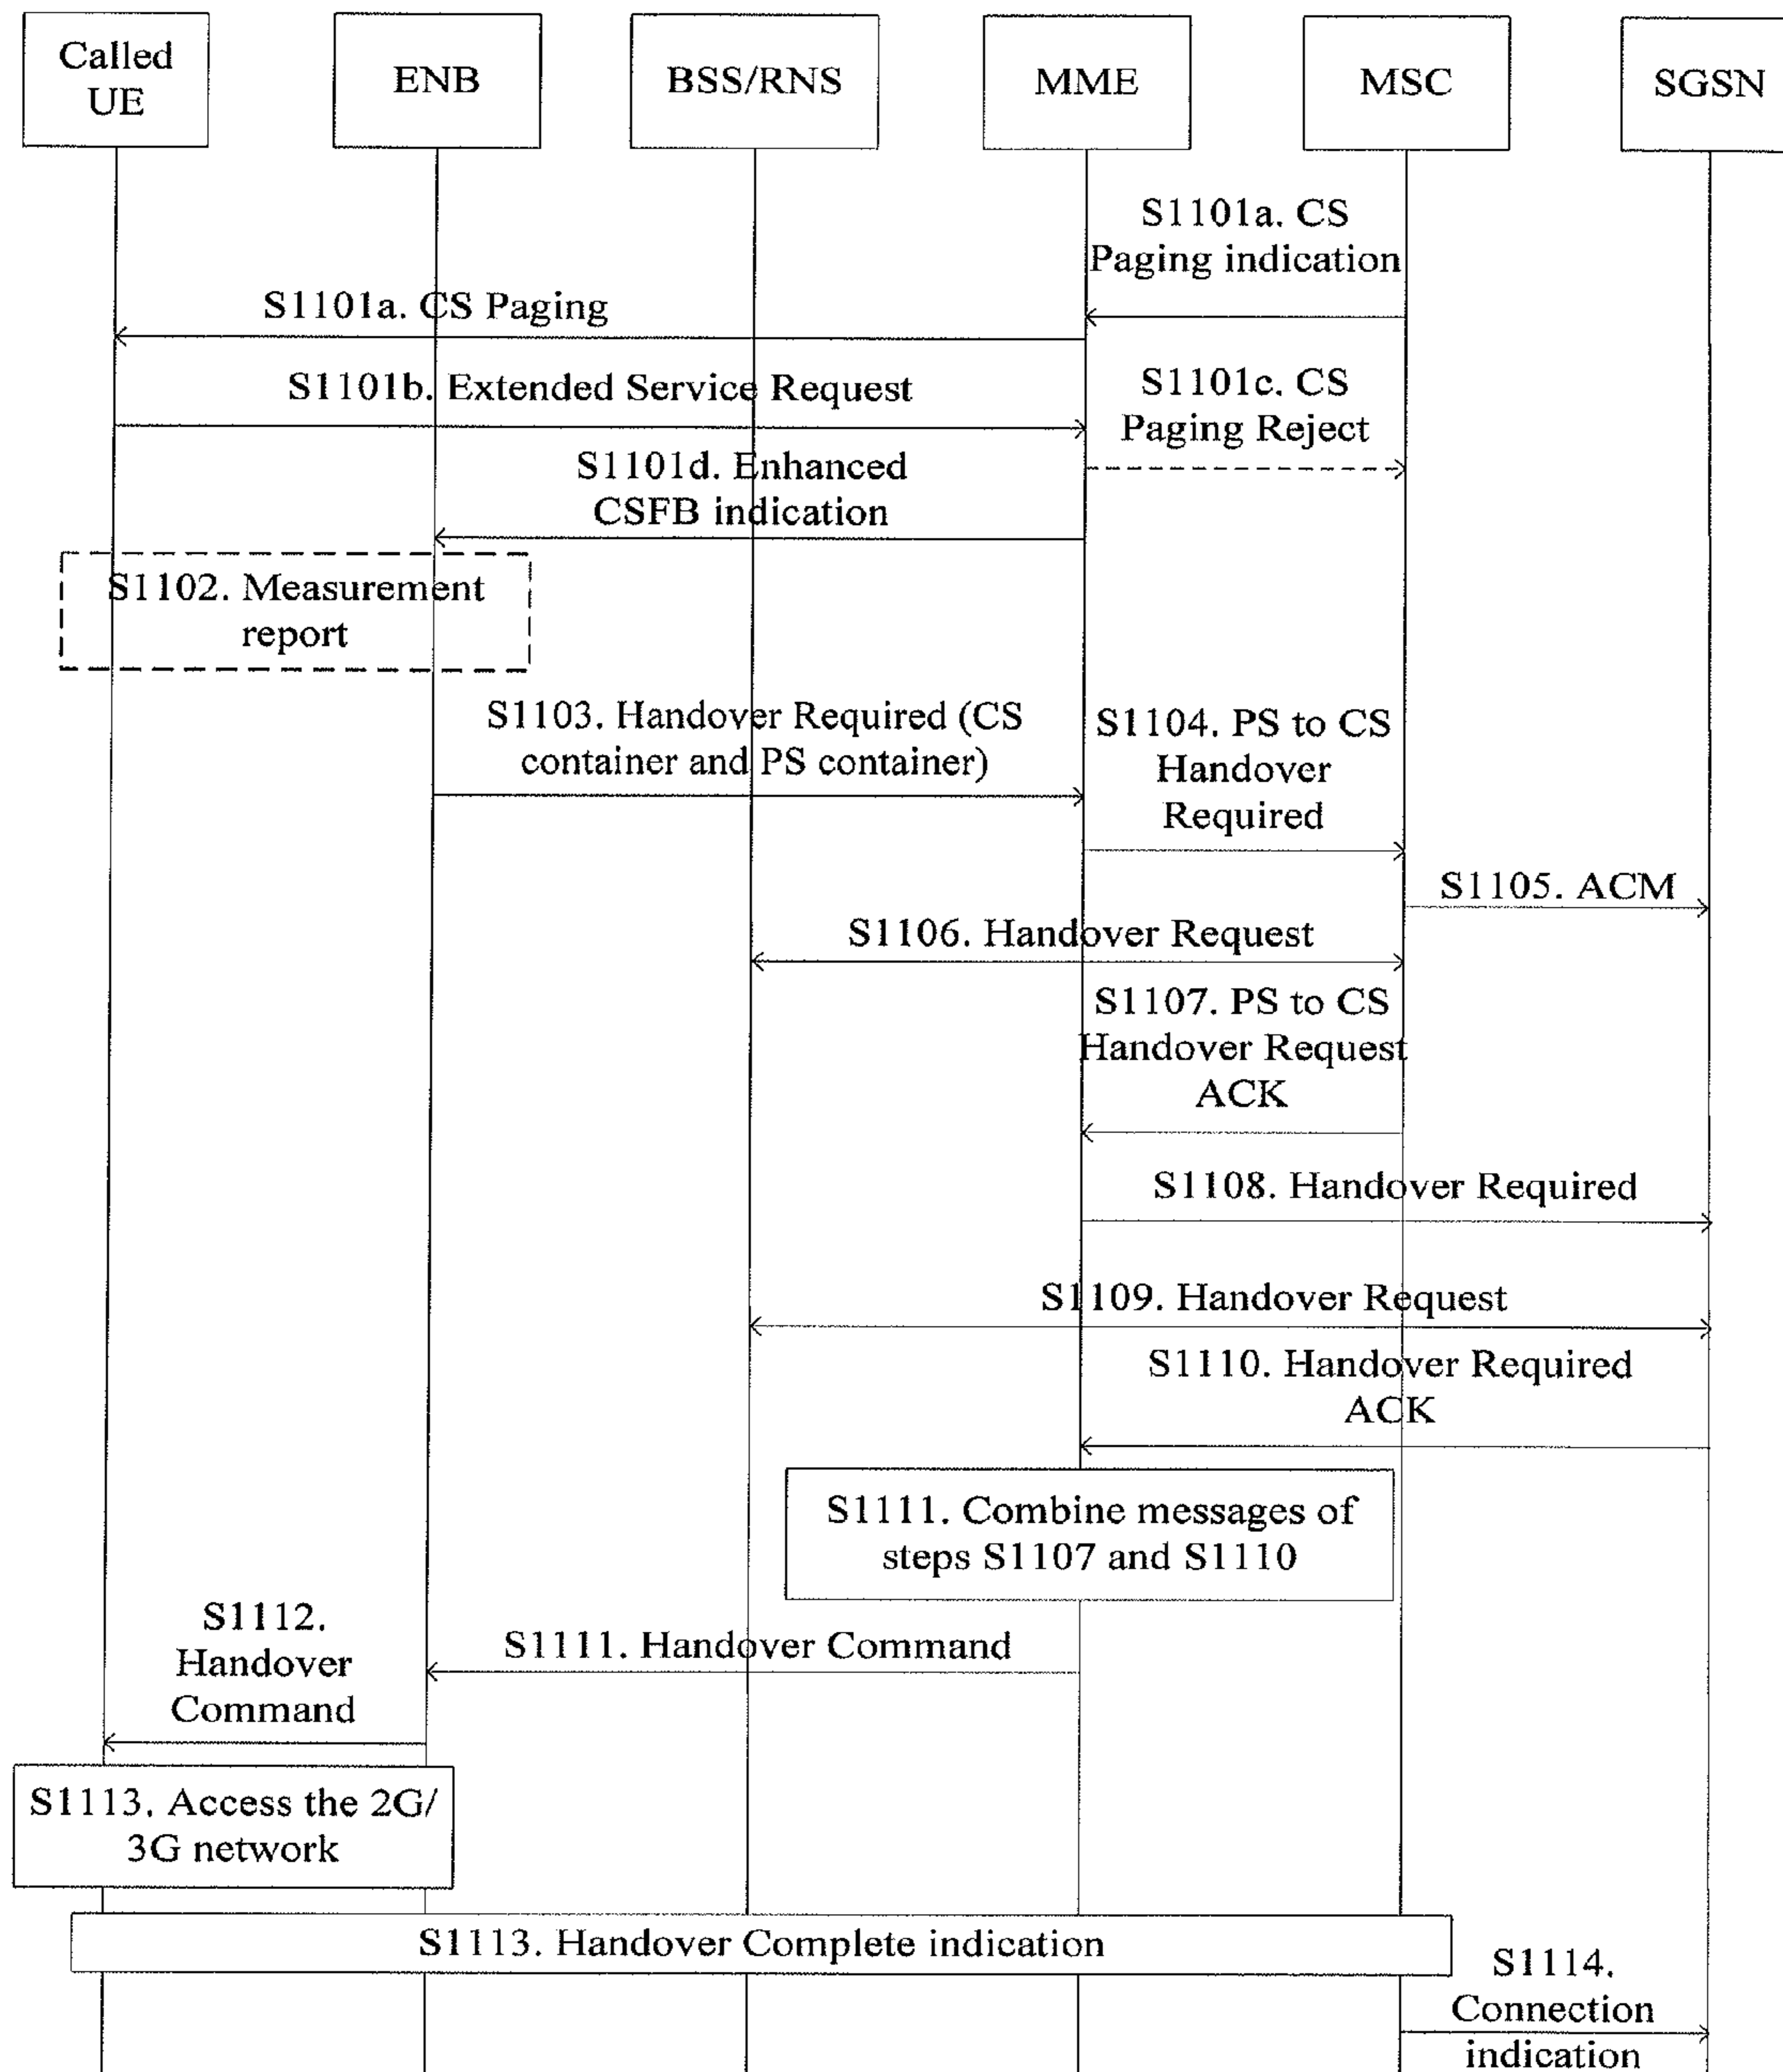 Called
UE
ENB
BSS/RNS
MME
MSC
SGSN
S1101a. CS
Paging indication
S1101a. CS Paging
S1101b. Extended Service Request
S1101c. CS
Paging Reject
S1101d. Enhanced
CSFB indication
S1102. Measurement
report
S1103. Handover Required (CS
container and PS container)
S1104. PS to CS
Handover
Required
S1105. ACM
S1106. Handover Request
S1107. PS to CS
Handover Request
ACK
S1108. Handover Required
S1109. Handover Request
S1110. Handover Required
ACK
S1111. Combine messages of
steps S1107 and S1110
S1111. Handover Command
S1112.
Handover
Command
S1113. Access the 2G/
3G network
S1113. Handover Complete indication
S1114.
Connection
indication